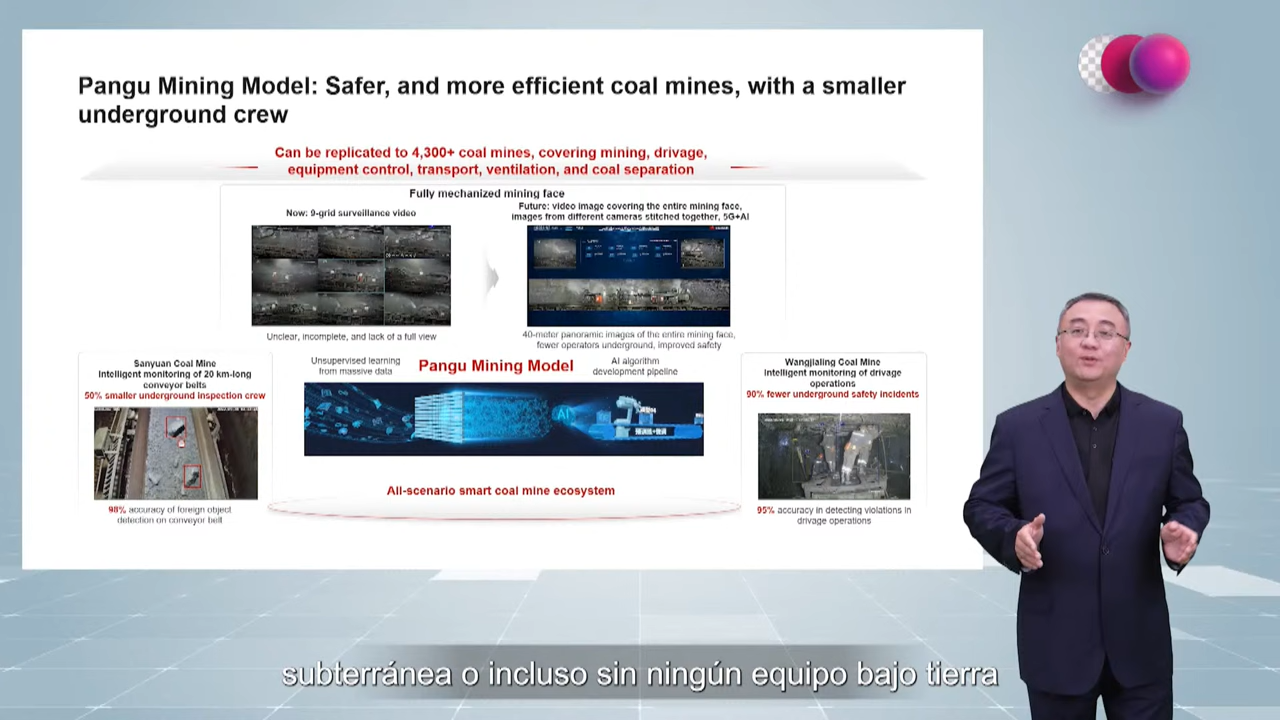 Pangu Mining Model: Safer, and more efficient coal mines, with a smaller
underground crew
Can be replicated to 4,300+ coal mines, covering mining, drivage,
equipment control, transport, ventilation, and coal separation
Fully mechanized mining face
Now: 9-grid surveillance video
Future: video image covering the entire mining face,
images from different cameras stitched together, 5G+AI
Unclear, incomplete, and lack of a full view
40-meter panoramic images of the entire mining face,
fewer operators underground, improved safety
Sanyuan Coal Mine
Intelligent monitoring of 20 km-long
conveyor belts
50% smaller underground inspection crew
98% accuracy of foreign object
detection on conveyor belt
Unsupervised learning
from massive data
Pangu Mining Model
AI algorithm
development pipeline
AI
All-scenario smart coal mine ecosystem
Wangjialing Coal Mine
Intelligent monitoring of drivage
operations
90% fewer underground safety incidents
95% accuracy in detecting violations in
drivage operations
subterránea o incluso sin ningún equipo bajo tierra